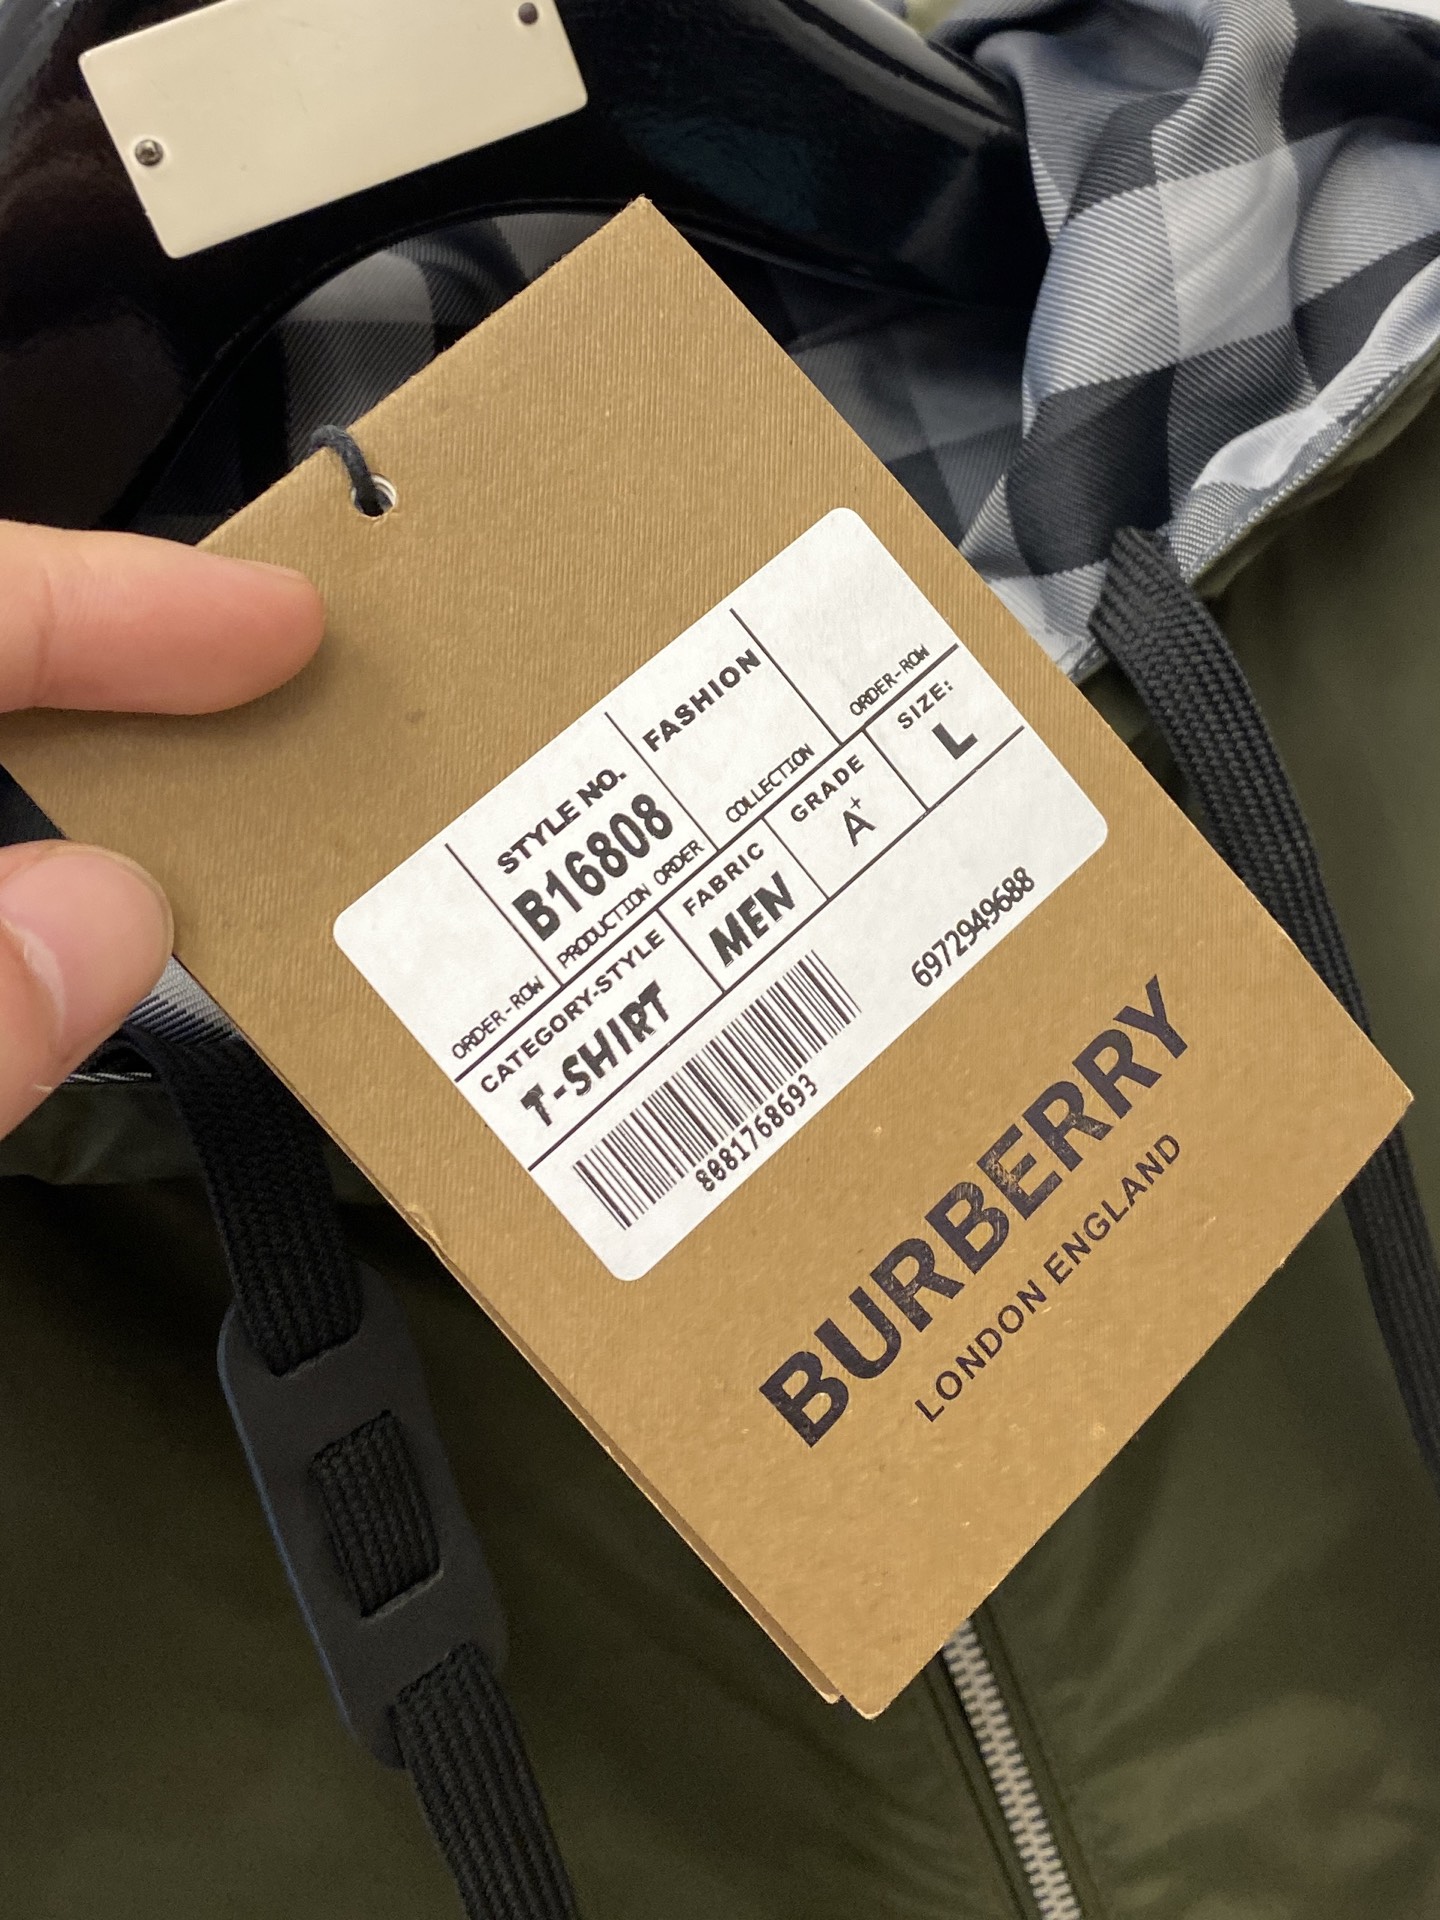 STYLE NO.
B16808
FASHION
ORDER-ROW
PRODUCTION ORDER
COLLECTION
ORDER-ROW
CATEGORY-STYLE
T-SHIRT
FABRIC
MEN
GRADE
A+
SIZE:
L
8081768693
6972949688
BURBERRY
LONDON ENGLAND